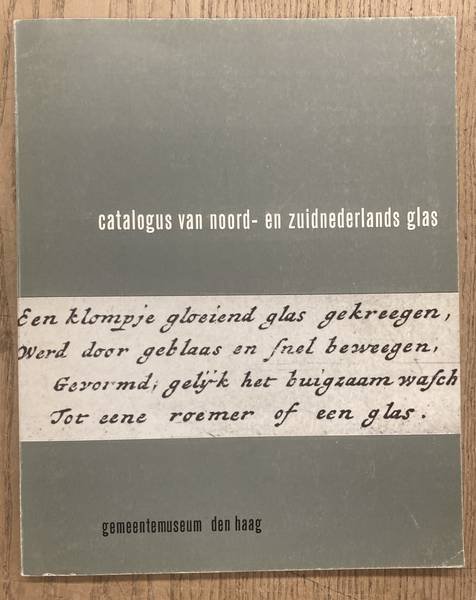 catalogus van noord- en zuidnederlands glas
Een klompje gloeiend glas gekreegen,
Werd door geblaas en snel beweegen,
Gevormd; gelyk het buigzaam wasch
Tot eene roemer of een glas.
gemeentemuseum den haag